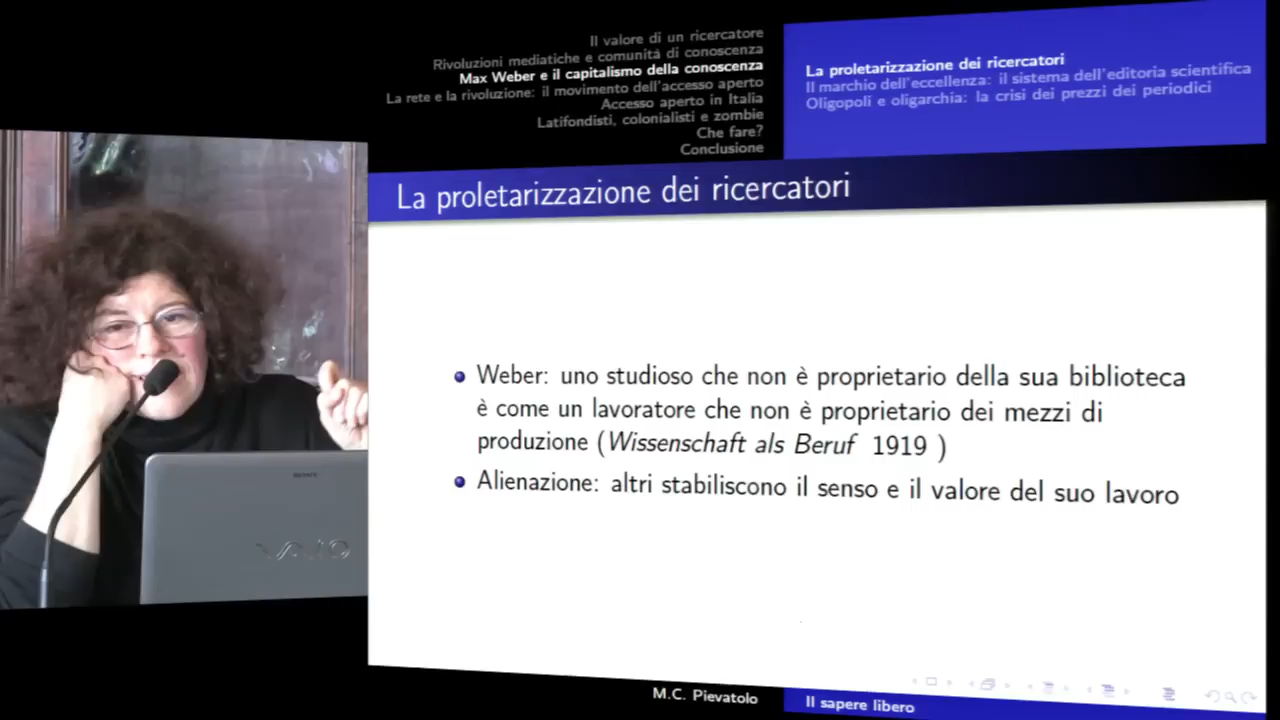 Il valore di un ricercatore
Rivoluzioni mediatiche e comunità di conoscenza
Max Weber e il capitalismo della conoscenza
La rete e la rivoluzione: il movimento dell'accesso aperto
Accesso aperto in Italia
Latifondisti, colonialisti e zombie
Che fare?
Conclusione
La proletarizzazione dei ricercatori
Il marchio dell'eccellenza: il sistema dell'editoria scientifica
Oligopoli e oligarchia: la crisi dei prezzi dei periodici
La proletarizzazione dei ricercatori
Weber: uno studioso che non è proprietario della sua biblioteca
è come un lavoratore che non è proprietario dei mezzi di
produzione (Wissenschaft als Beruf 1919 )
Alienazione: altri stabiliscono il senso e il valore del suo lavoro
VAIO
M.C. Pievatolo
Il sapere libero